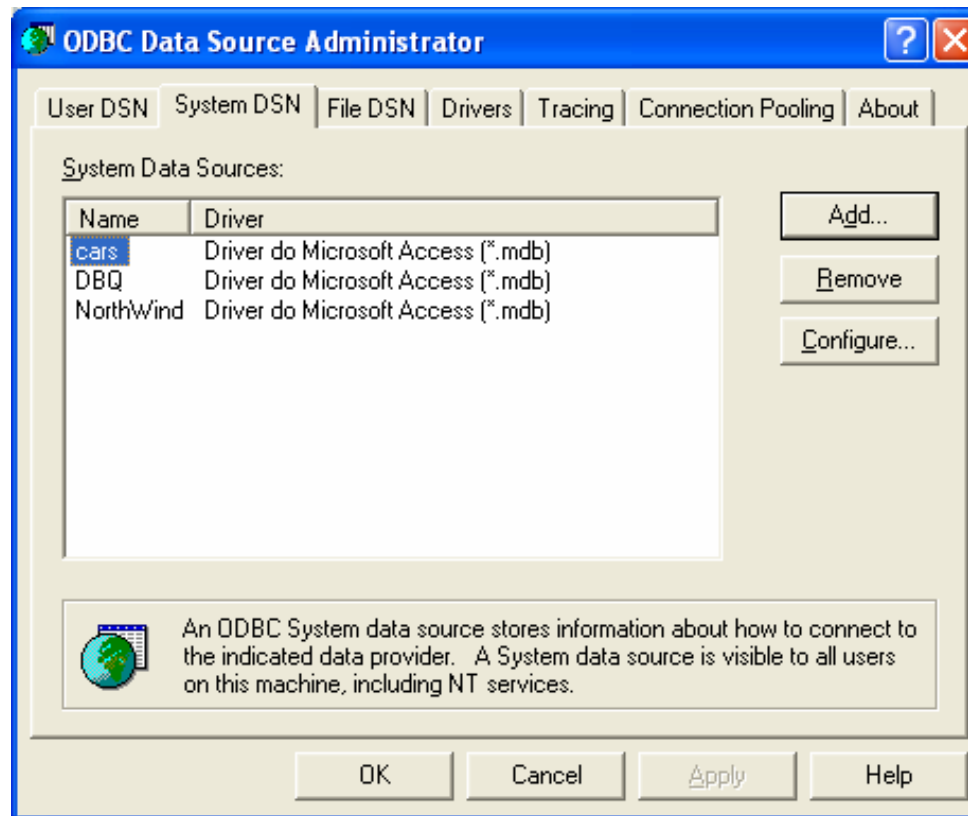 ODBC Data Source Administrator
User DSN System DSN File DSN Drivers Tracing Connection Pooling About
System Data Sources:
Name Driver
cars Driver do Microsoft Access (*.mdb)
DBQ Driver do Microsoft Access (*.mdb)
NorthWind Driver do Microsoft Access (*.mdb)
Add...
Remove
Configure...
An ODBC System data source stores information about how to connect to
the indicated data provider. A System data source is visible to all users
on this machine, including NT services.
OK Cancel Apply Help